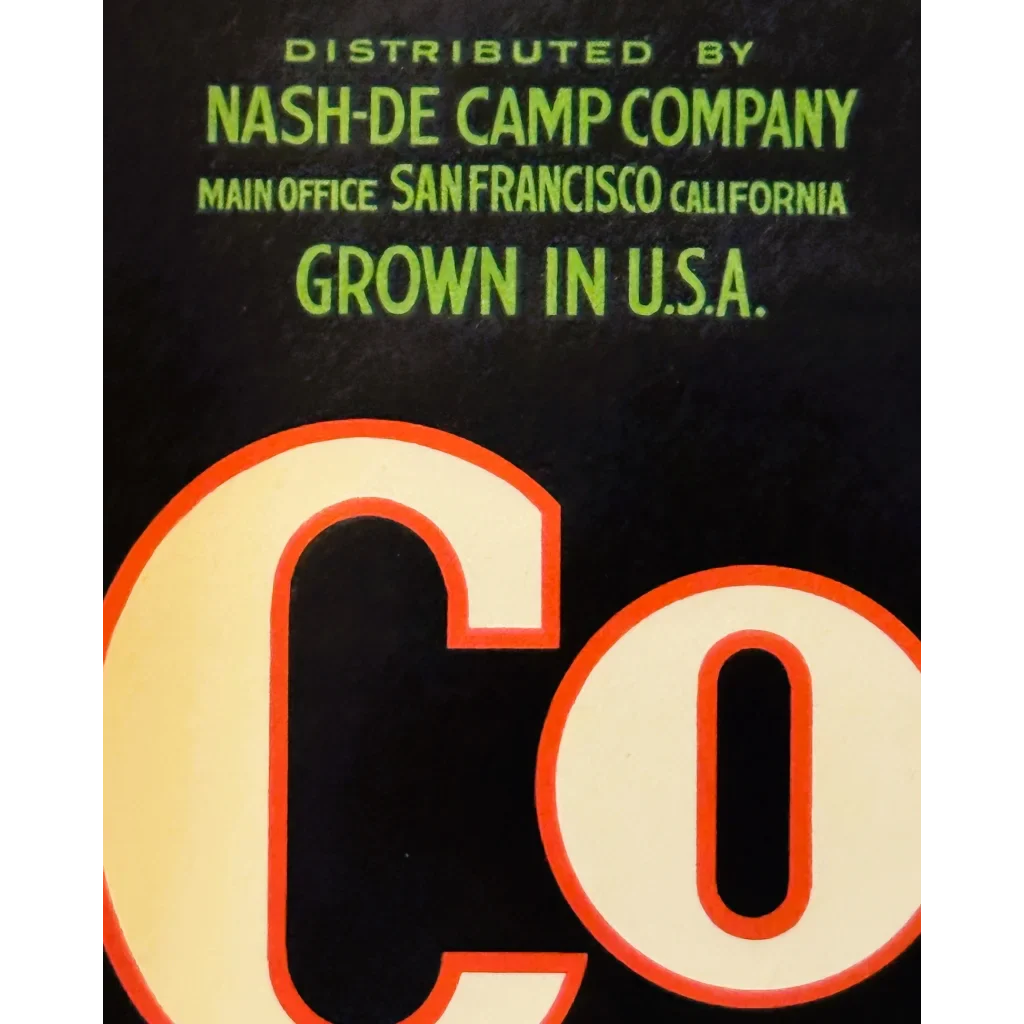 DISTRIBUTED BY
NASH-DE CAMP COMPANY
MAIN OFFICE SAN FRANCISCO CALIFORNIA
GROWN IN U.S.A.
Co